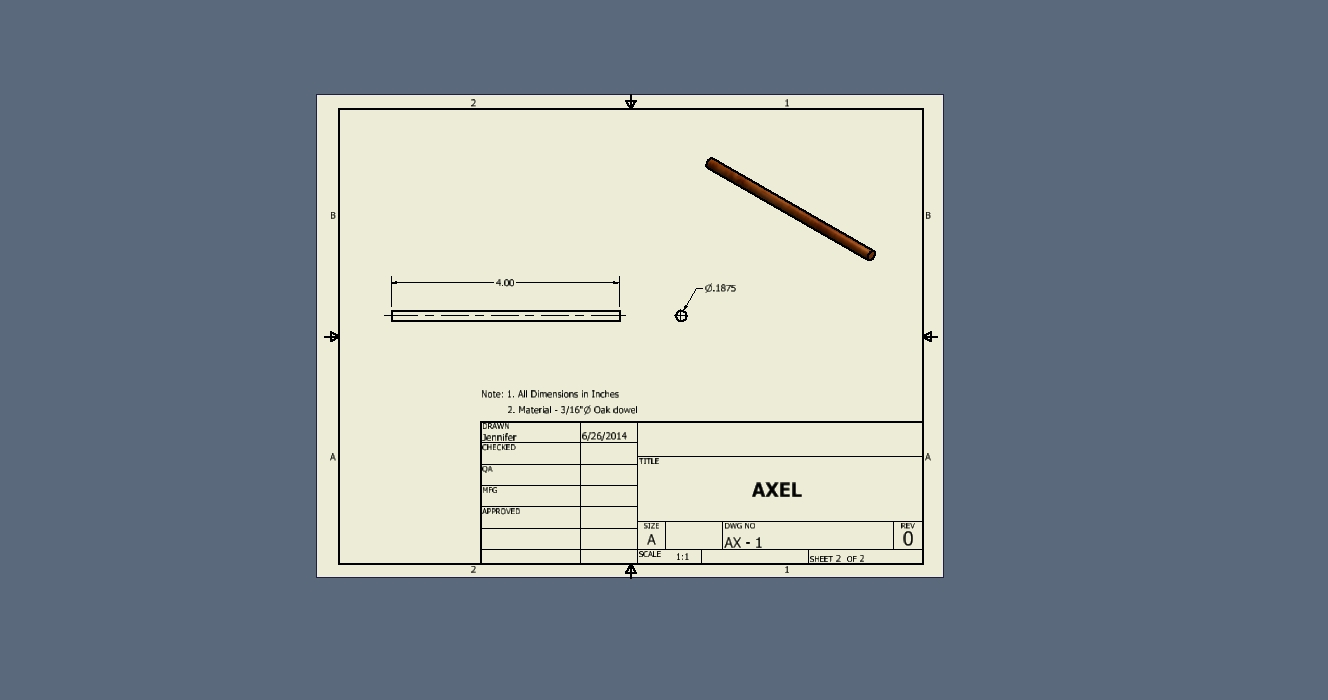 2 1
B B
4.00
Ø.1875
Note: 1. All Dimensions in Inches
2. Material - 3/16"Ø Oak dowel
DRAWN
Jennifer 6/26/2014
CHECKED
A A
TITLE
QA
AXEL
MFG
APPROVED
SIZE DWG NO REV
A AX - 1 0
SCALE 1:1 SHEET 2 OF 2
2 1